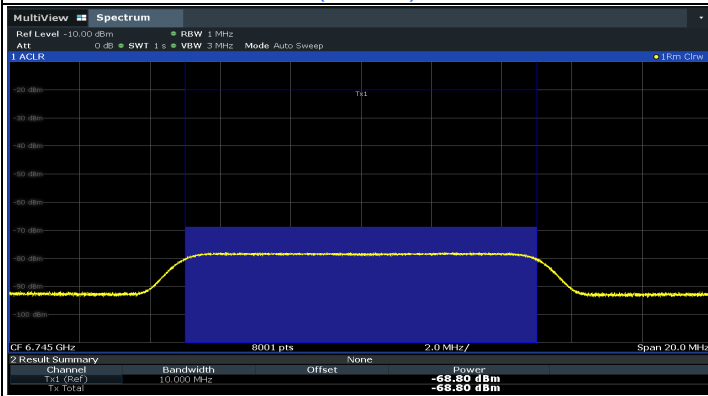 MultiView Spectrum
Ref Level -10.00 dBm RBW 1 MHz
Att 0 dB SWT 1 s VBW 3 MHz Mode Auto Sweep
1 ACLR 1Rm Clrw
Tx1
-20 dBm
-30 dBm
-40 dBm
-50 dBm
-60 dBm
-70 dBm
-80 dBm
-90 dBm
-100 dBm
CF 6.745 GHz 8001 pts 2.0 MHz/ Span 20.0 MHz
2 Result Summary None
Channel Bandwidth Offset Power
Tx1 (Ref) 10.000 MHz -68.80 dBm
Tx Total -68.80 dBm